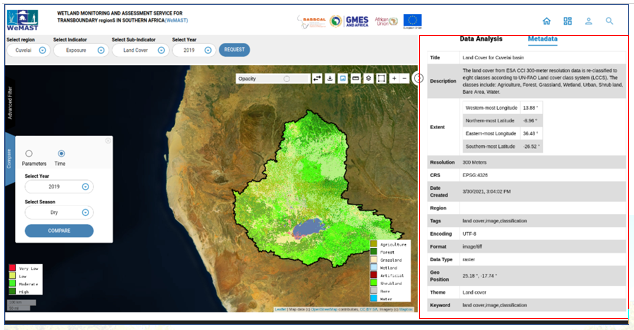 WeMAST
WETLAND MONITORING AND ASSESSMENT SERVICE FOR
TRANSBOUNDARY regionS IN SOUTHERN AFRICA(WeMAST)
SASSCAL
GMES
AFRICA
African
Union
Select region
Select Indicator
Select Sub-Indicator
Select Year
Cuvelai
Exposure
Land Cover
2019
REQUEST
Opacity
Advanced Filter
Compare
Parameters
Time
Select Year
2019
Select Season
Dry
COMPARE
Very Low
Low
Moderate
High
Agriculture
Forest
Grassland
Wetland
Artificial
Shrubland
Bare
Water
Leaflet | Map data (c) OpenStreetMap contributors, CC-BY-SA, Imagery (c) Mapbox
Data Analysis
Metadata
Title
Land Cover for Cuvelai basin
Description
The land cover from ESA CCI 300-meter resolution data is re-classified to
eight classes according to UN-FAO Land cover class system (LCCS). The
classes include: Agriculture, Forest, Grassland, Wetland, Urban, Shrub land,
Bare Area, Water.
Extent
Western-most Longitude 13.88 °
Northern-most Latitude -6.96 °
Eastern-most Longitude 36.43 °
Southern-most Latitude -26.52 °
Resolution
300 Meters
CRS
EPSG:4326
Date
Created
3/30/2021, 3:04:02 PM
Region
Tags
land cover,image,classification
Encoding
UTF-8
Format
image/tiff
Data Type
raster
Geo
Position
25.18 °, -17.74 °
Theme
Land cover
Keyword
land cover,image,classification